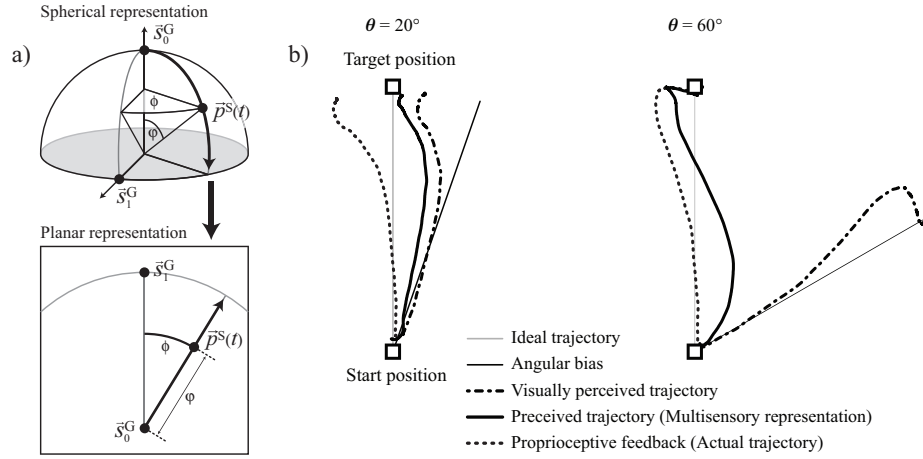 a)
Spherical representation
s⃗₀ᴳ
ϕ
p⃗ˢ(t)
φ
s⃗₁ᴳ
Planar representation
s⃗₁ᴳ
ϕ
p⃗ˢ(t)
φ
s⃗₀ᴳ
b)
θ = 20°
θ = 60°
Target position
Start position
Ideal trajectory
Angular bias
Visually perceived trajectory
Preceived trajectory (Multisensory representation)
Proprioceptive feedback (Actual trajectory)